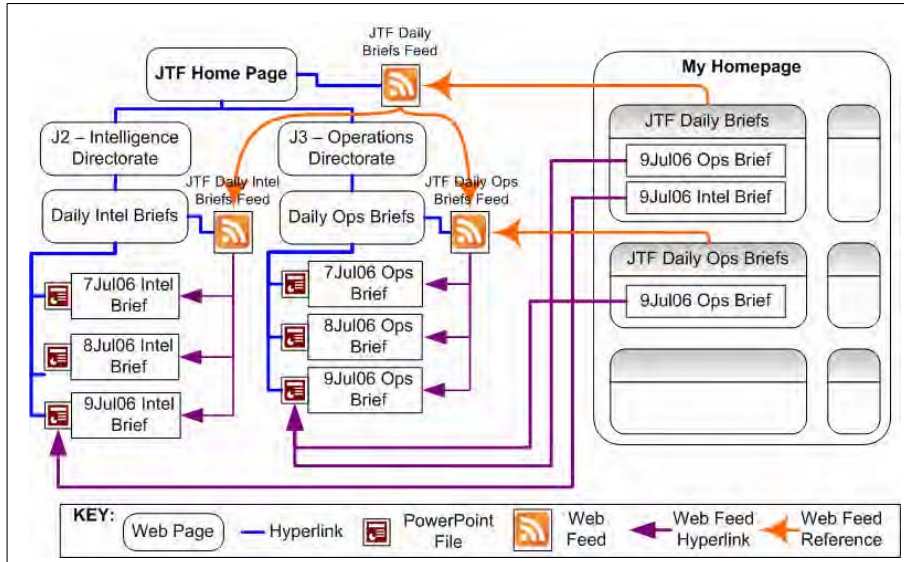 JTF Daily
Briefs Feed
JTF Home Page
My Homepage
JTF Daily Briefs
9Jul06 Ops Brief
9Jul06 Intel Brief
J2 – Intelligence
Directorate
J3 – Operations
Directorate
JTF Daily Intel
Briefs Feed
JTF Daily Ops
Briefs Feed
Daily Intel Briefs
Daily Ops Briefs
JTF Daily Ops Briefs
9Jul06 Ops Brief
7Jul06 Intel
Brief
8Jul06 Intel
Brief
9Jul06 Intel
Brief
7Jul06 Ops
Brief
8Jul06 Ops
Brief
9Jul06 Ops
Brief
KEY:
Web Page
Hyperlink
PowerPoint
File
Web
Feed
Web Feed
Hyperlink
Web Feed
Reference